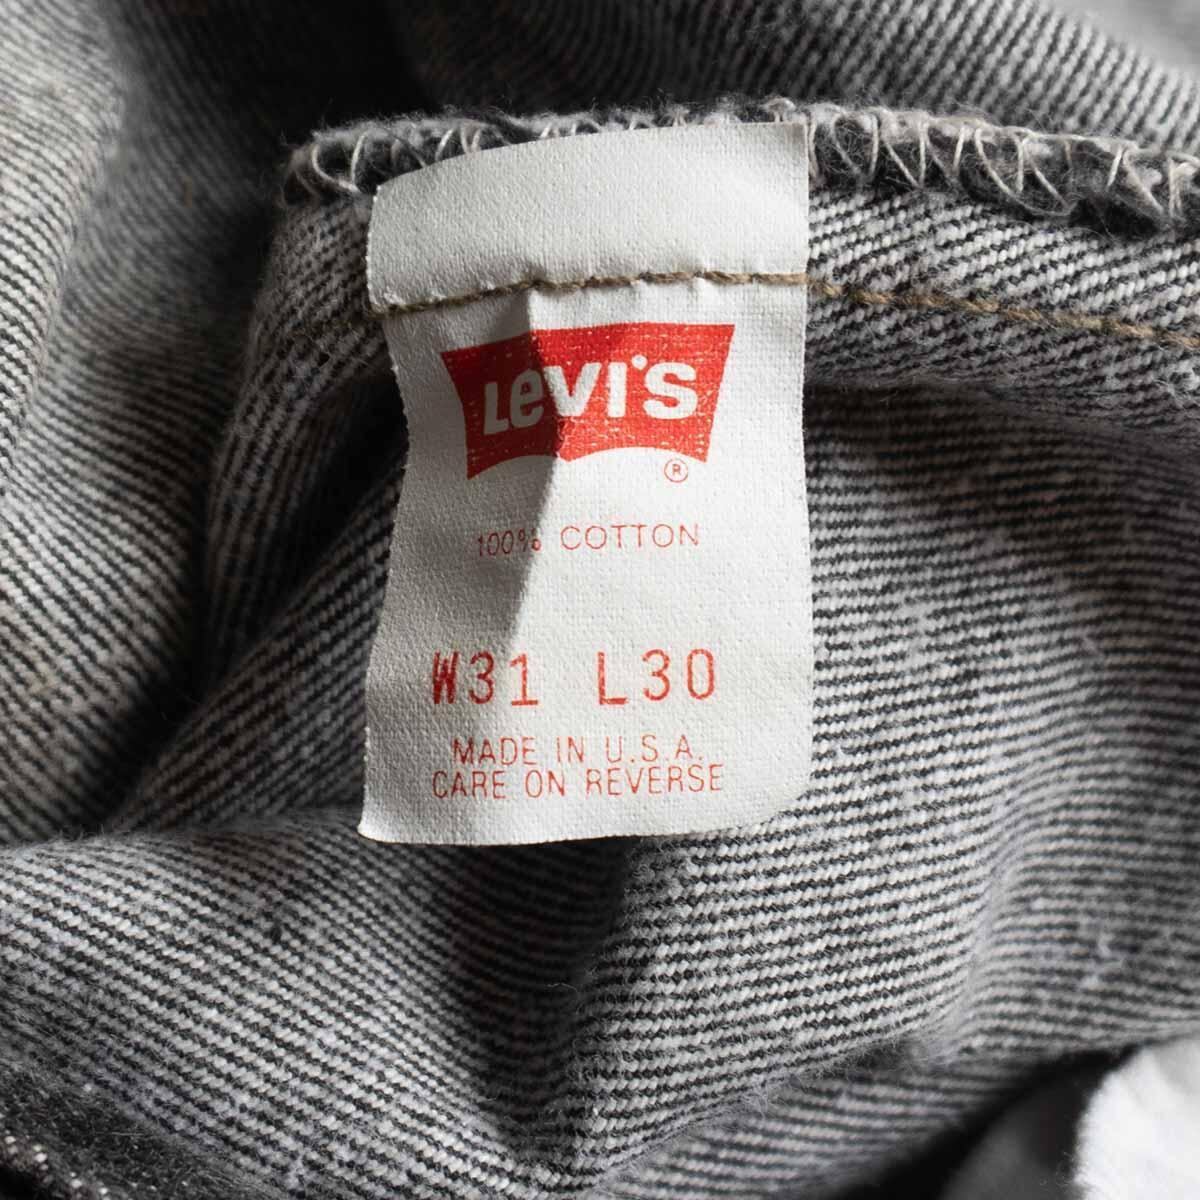 LeVI'S
®
100% COTTON
W31 L30
MADE IN U.S.A.
CARE ON REVERSE